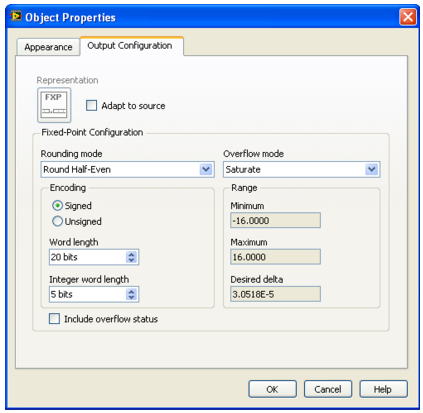 Object Properties
Appearance
Output Configuration
Representation
FXP
Adapt to source
Fixed-Point Configuration
Rounding mode
Overflow mode
Round Half-Even
Saturate
Encoding
Signed
Unsigned
Word length
20 bits
Integer word length
5 bits
Range
Minimum
-16.0000
Maximum
16.0000
Desired delta
3.0518E-5
Include overflow status
OK
Cancel
Help